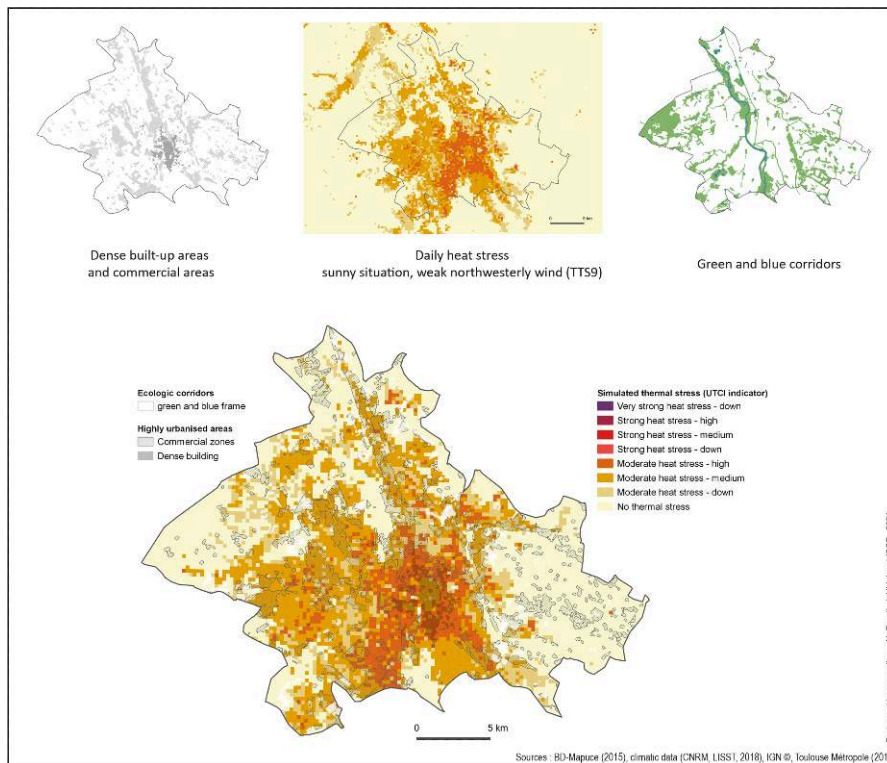 0 5 km
Dense built-up areas
and commercial areas
Daily heat stress
sunny situation, weak northwesterly wind (TTS9)
Green and blue corridors
Ecologic corridors
green and blue frame
Highly urbanised areas
Commercial zones
Dense building
Simulated thermal stress (UTCI indicator)
Very strong heat stress - down
Strong heat stress - high
Strong heat stress - medium
Strong heat stress - down
Moderate heat stress - high
Moderate heat stress - medium
Moderate heat stress - down
No thermal stress
0 5 km
Sources : BD-Mapuce (2015), climatic data (CNRM, LISST, 2018), IGN ©, Toulouse Métropole (201